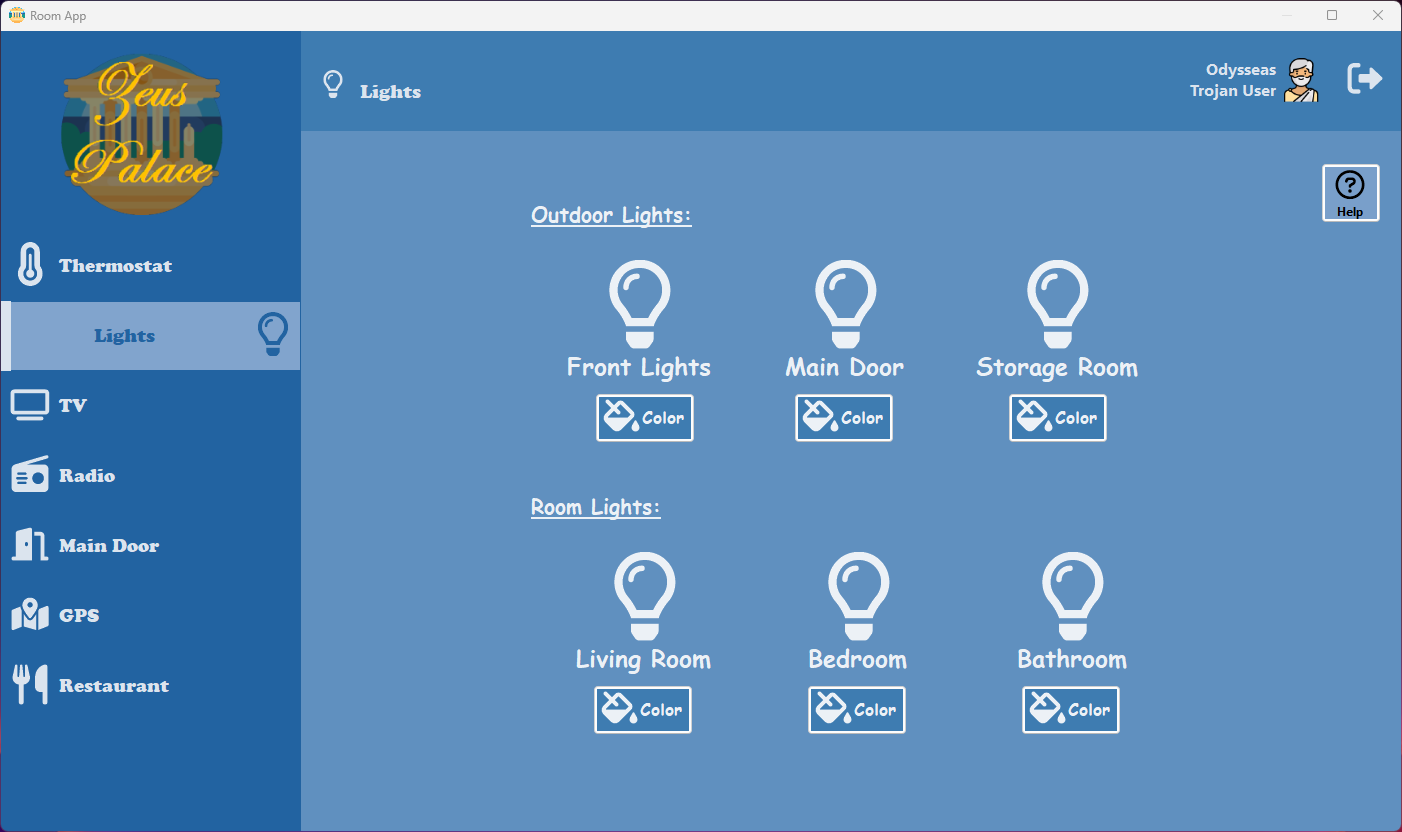 Room App
Zeus
Palace
Thermostat
Lights
TV
Radio
Main Door
GPS
Restaurant
Lights
Odysseas
Trojan User
Help
Outdoor Lights:
Front Lights
Main Door
Storage Room
Color
Color
Color
Room Lights:
Living Room
Bedroom
Bathroom
Color
Color
Color